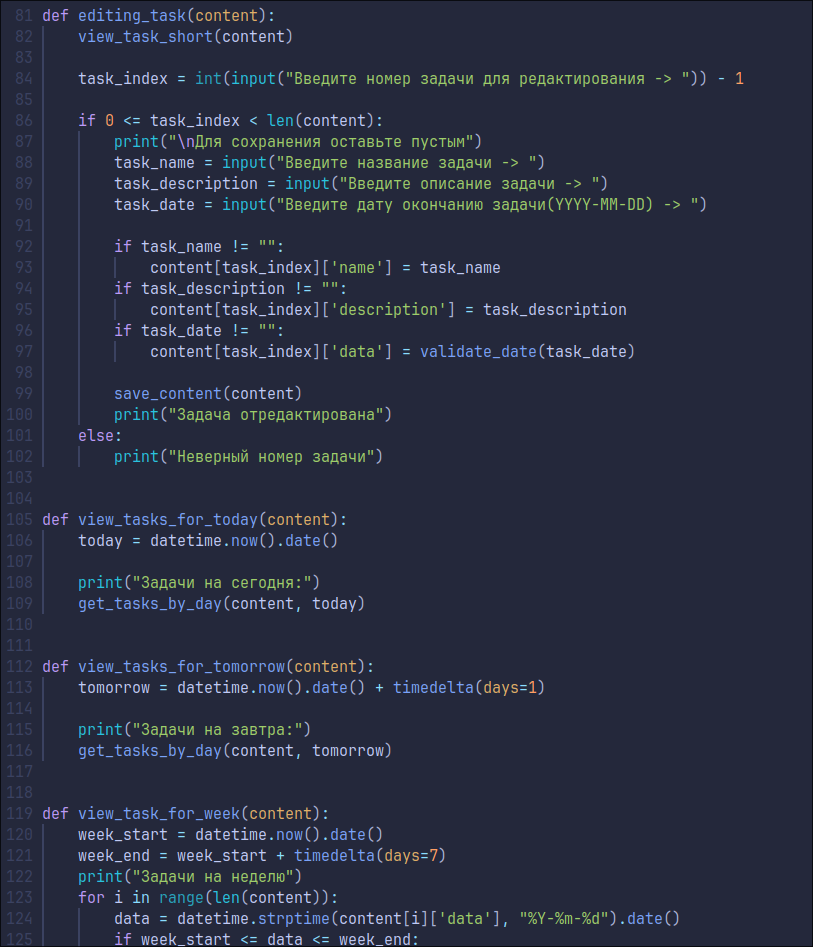 81 def editing_task(content):
82     view_task_short(content)
83
84     task_index = int(input("Введите номер задачи для редактирования -> ")) - 1
85
86     if 0 <= task_index < len(content):
87         print("\nДля сохранения оставьте пустым")
88         task_name = input("Введите название задачи -> ")
89         task_description = input("Введите описание задачи -> ")
90         task_date = input("Введите дату окончанию задачи(YYYY-MM-DD) -> ")
91
92         if task_name != "":
93             content[task_index]['name'] = task_name
94         if task_description != "":
95             content[task_index]['description'] = task_description
96         if task_date != "":
97             content[task_index]['data'] = validate_date(task_date)
98
99         save_content(content)
100         print("Задача отредактирована")
101     else:
102         print("Неверный номер задачи")
103
104
105 def view_tasks_for_today(content):
106     today = datetime.now().date()
107
108     print("Задачи на сегодня:")
109     get_tasks_by_day(content, today)
110
111
112 def view_tasks_for_tomorrow(content):
113     tomorrow = datetime.now().date() + timedelta(days=1)
114
115     print("Задачи на завтра:")
116     get_tasks_by_day(content, tomorrow)
117
118
119 def view_task_for_week(content):
120     week_start = datetime.now().date()
121     week_end = week_start + timedelta(days=7)
122     print("Задачи на неделю")
123     for i in range(len(content)):
124         data = datetime.strptime(content[i]['data'], "%Y-%m-%d").date()
125         if week_start <= data <= week_end: